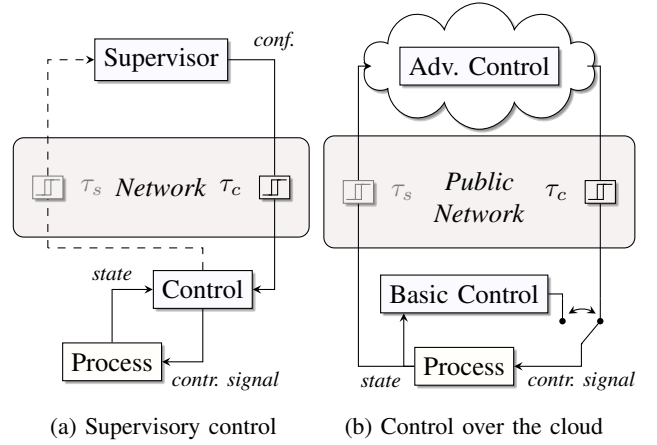 Supervisor
conf.
τs Network τc
state
Control
Process
contr. signal
(a) Supervisory control
Adv. Control
τs Public Network τc
Basic Control
Process
state
contr. signal
(b) Control over the cloud